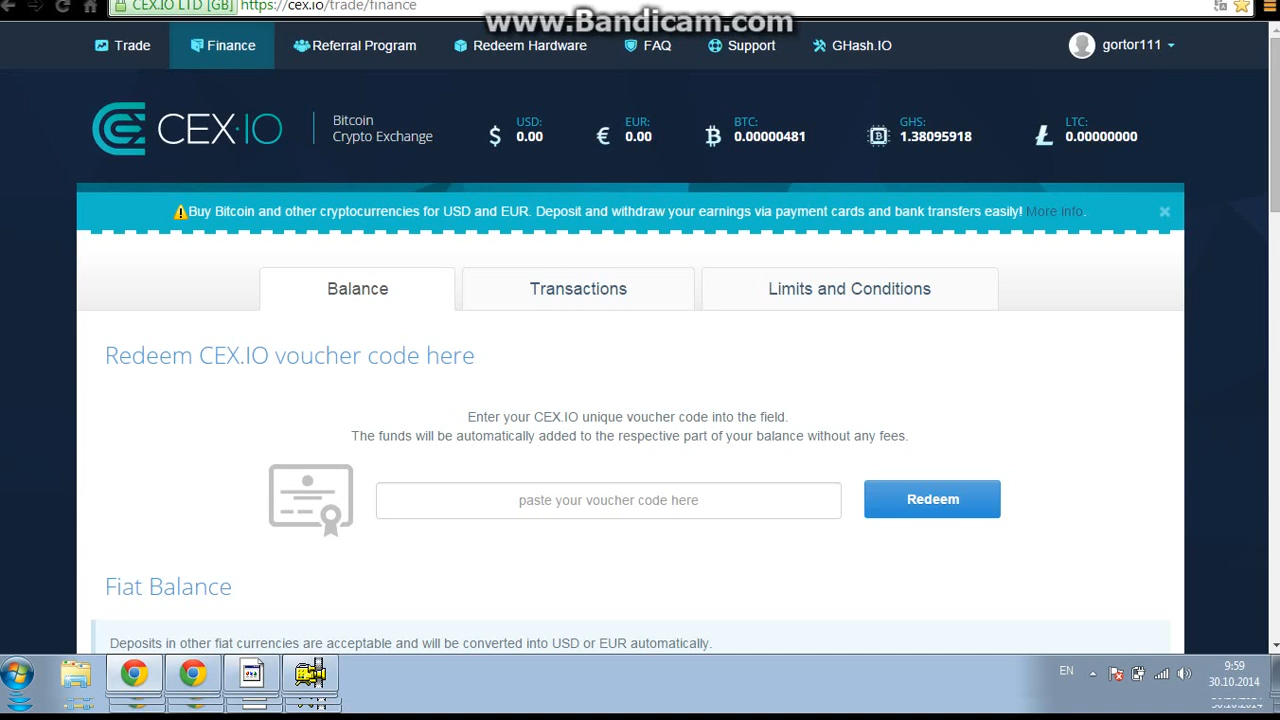 CEX.IO LTD [GB] https://cex.io/trade/finance
www.Bandicam.com
Trade Finance Referral Program Redeem Hardware FAQ Support GHash.IO gortor111
CEX.IO
Bitcoin
Crypto Exchange
USD: EUR: BTC: GHS: LTC:
0.00 0.00 0.00000481 1.38095918 0.00000000
Buy Bitcoin and other cryptocurrencies for USD and EUR. Deposit and withdraw your earnings via payment cards and bank transfers easily! More info. ×
Balance Transactions Limits and Conditions
Redeem CEX.IO voucher code here
Enter your CEX.IO unique voucher code into the field.
The funds will be automatically added to the respective part of your balance without any fees.
paste your voucher code here Redeem
Fiat Balance
Deposits in other fiat currencies are acceptable and will be converted into USD or EUR automatically.
EN 9:59
30.10.2014